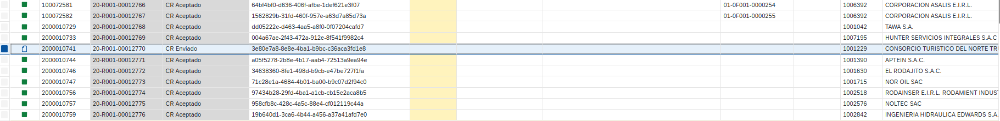 100072581 20-R001-00012766 CR Aceptado 64bf4bf0-d636-406f-afbe-1def621e3f07 01-0F001-0000254 1006392 CORPORACION ASALIS E.I.R.L.
100072582 20-R001-00012767 CR Aceptado 1562829b-31fd-460f-957e-a63d7a85d73a 01-0F001-0000255 1006392 CORPORACION ASALIS E.I.R.L.
2000010729 20-R001-00012768 CR Aceptado dd05222e-d463-4aa5-a8f0-0f07204cafd7 1001042 TAWA S.A.
2000010733 20-R001-00012769 CR Aceptado 004a67ae-2f43-472a-912e-8f541f9982c4 1007195 HUNTER SERVICIOS INTEGRALES S.A.C
2000010741 20-R001-00012770 CR Enviado 3e80e7a8-8e8e-4ba1-b9bc-c36aca3fd1e8 1001229 CONSORCIO TURISTICO DEL NORTE TRU
2000010744 20-R001-00012771 CR Aceptado a05f5278-2b8e-4b17-aab4-72513a9ea94e 1001390 APTEIN S.A.C.
2000010746 20-R001-00012772 CR Aceptado 34638360-8fe1-498d-b9cb-e47be727f1fa 1001630 EL RODAJITO S.A.C.
2000010747 20-R001-00012773 CR Aceptado 71c28e1a-4684-4b01-ba00-b9c07d2f94c0 1001715 NOR OIL SAC
2000010756 20-R001-00012774 CR Aceptado 97434b28-29fd-4ba1-a1cb-cb15e2aca8b5 1002518 RODAINSER E.I.R.L. RODAMIENT INDUST
2000010757 20-R001-00012775 CR Aceptado 958cfb8c-428c-4a5c-88e4-cf012119c44a 1002576 NOLTEC SAC
2000010759 20-R001-00012776 CR Aceptado 19b640d1-3ca6-4b44-a456-a37a41afd7e0 1002842 INGENIERIA HIDRAULICA EDWARDS S.A.